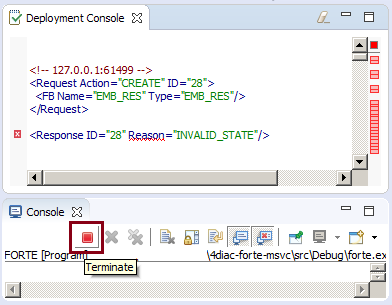 Deployment Console
<!-- 127.0.0.1:61499 -->
<Request Action="CREATE" ID="28">
<FB Name="EMB_RES" Type="EMB_RES"/>
</Request>
<Response ID="28" Reason="INVALID_STATE"/>
Console
FORTE [Program] \4diac-forte-msvc\src\Debug\forte.ex
Terminate